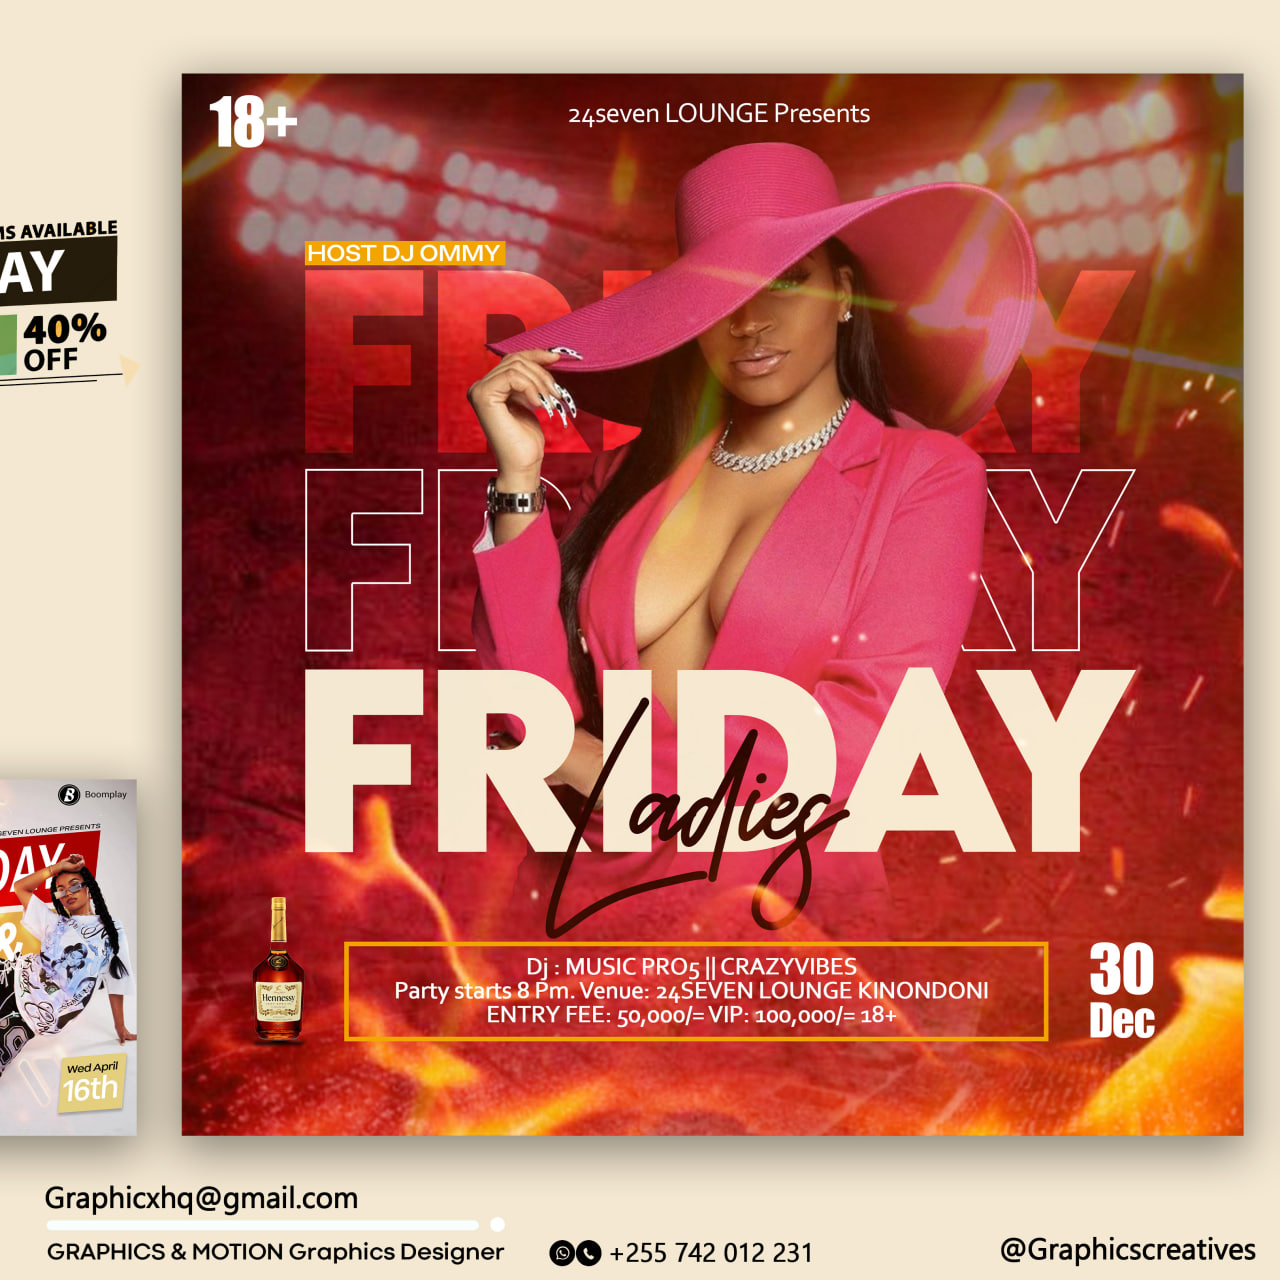 18+
24seven LOUNGE Presents
HOST DJ OMMY
FRIDAY
FRIDAY
FRIDAY
Ladies
Hennessy
Dj : MUSIC PRO5 || CRAZYVIBES
Party starts 8 Pm. Venue: 24SEVEN LOUNGE KINONDONI
ENTRY FEE: 50,000/= VIP: 100,000/= 18+
30
Dec
MS AVAILABLE
AY
40%
OFF
Boomplay
SEVEN LOUNGE PRESENTS
DAY
&
Wed April
16th
Graphicxhq@gmail.com
GRAPHICS & MOTION Graphics Designer
+255 742 012 231
@Graphicscreatives